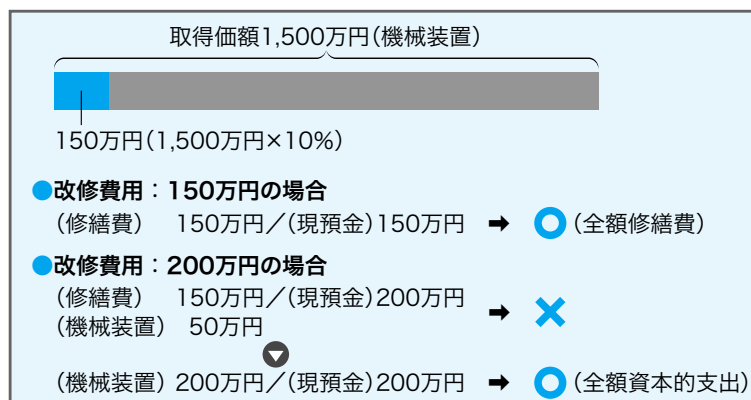 取得価額1,500万円(機械装置)
150万円(1,500万円×10%)
●改修費用：150万円の場合
(修繕費) 150万円／(現預金)150万円 ➡ ○(全額修繕費)
●改修費用：200万円の場合
(修繕費) 150万円／(現預金)200万円
(機械装置) 50万円 ➡ ×
(機械装置)200万円／(現預金)200万円 ➡ ○(全額資本的支出)